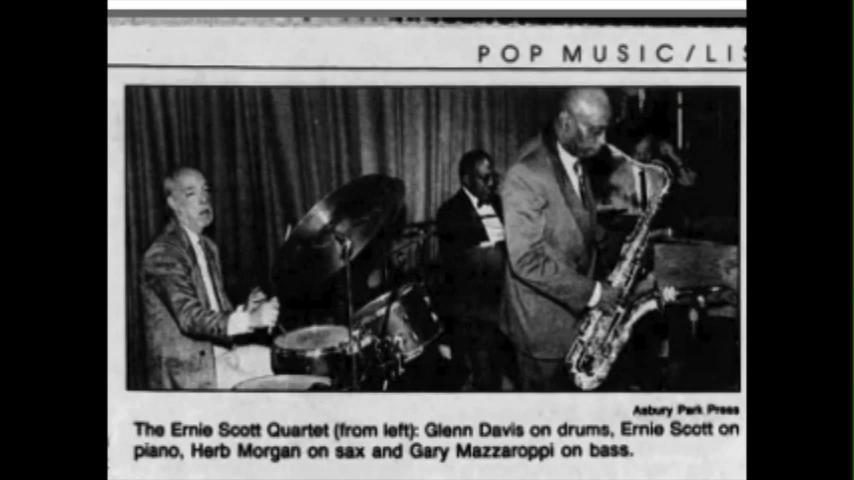 POP MUSIC/LIS
Asbury Park Press
The Ernie Scott Quartet (from left): Glenn Davis on drums, Ernie Scott on
piano, Herb Morgan on sax and Gary Mazzaroppi on bass.